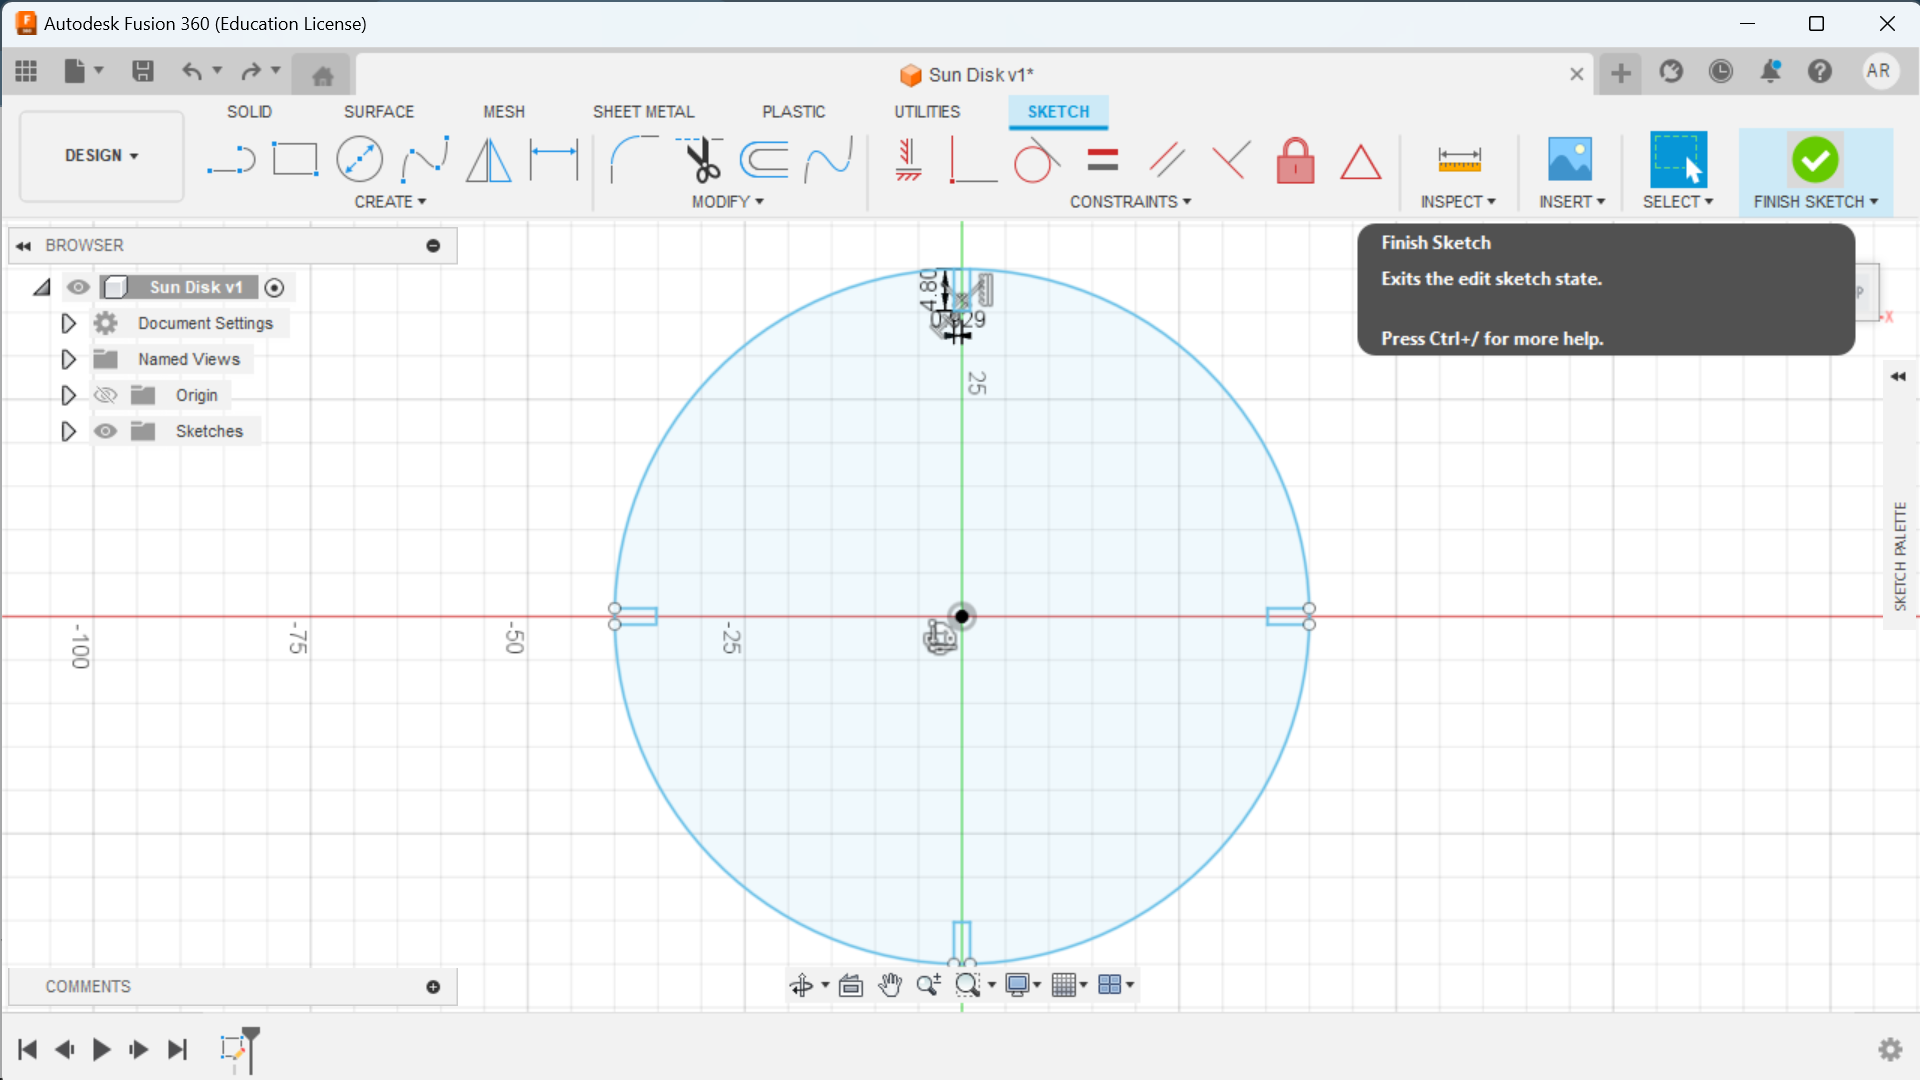 Autodesk Fusion 360 (Education License)
Sun Disk v1*
AR
SOLID
SURFACE
MESH
SHEET METAL
PLASTIC
UTILITIES
SKETCH
DESIGN
CREATE
MODIFY
CONSTRAINTS
INSPECT
INSERT
SELECT
FINISH SKETCH
BROWSER
Finish Sketch
Exits the edit sketch state.
Press Ctrl+/ for more help.
Sun Disk v1
Document Settings
Named Views
Origin
Sketches
4.80
25
X
SKETCH PALETTE
-100
-75
-50
-25
COMMENTS